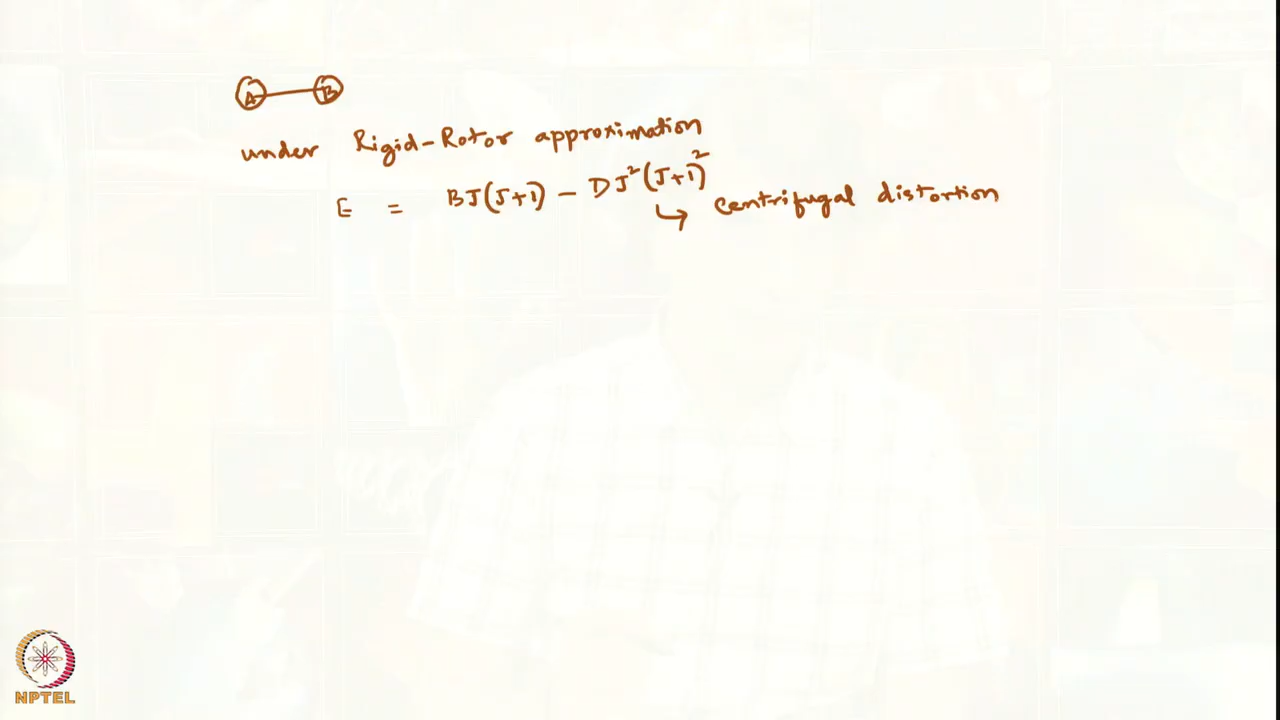 A B
under Rigid-Rotor approximation
E = BJ(J+1) - DJ²(J+1)²
↳ Centrifugal distortion
NPTEL